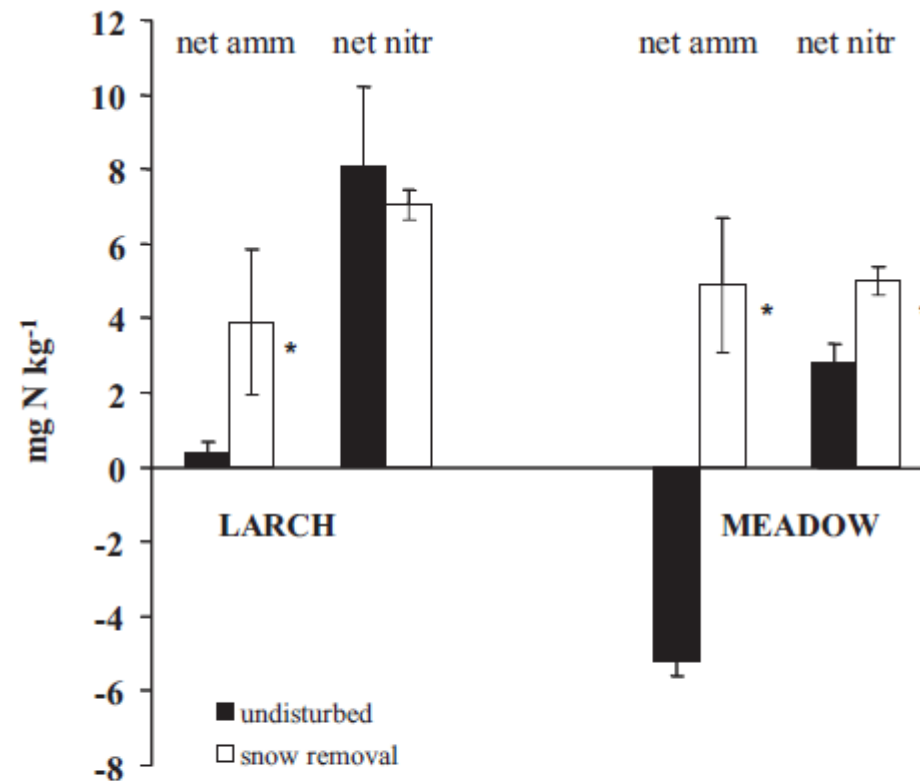 net amm net nitr net amm net nitr
mg N kg-1
12
10
8
6
4
2
0
-2
-4
-6
-8
*
*
*
LARCH MEADOW
undisturbed
snow removal